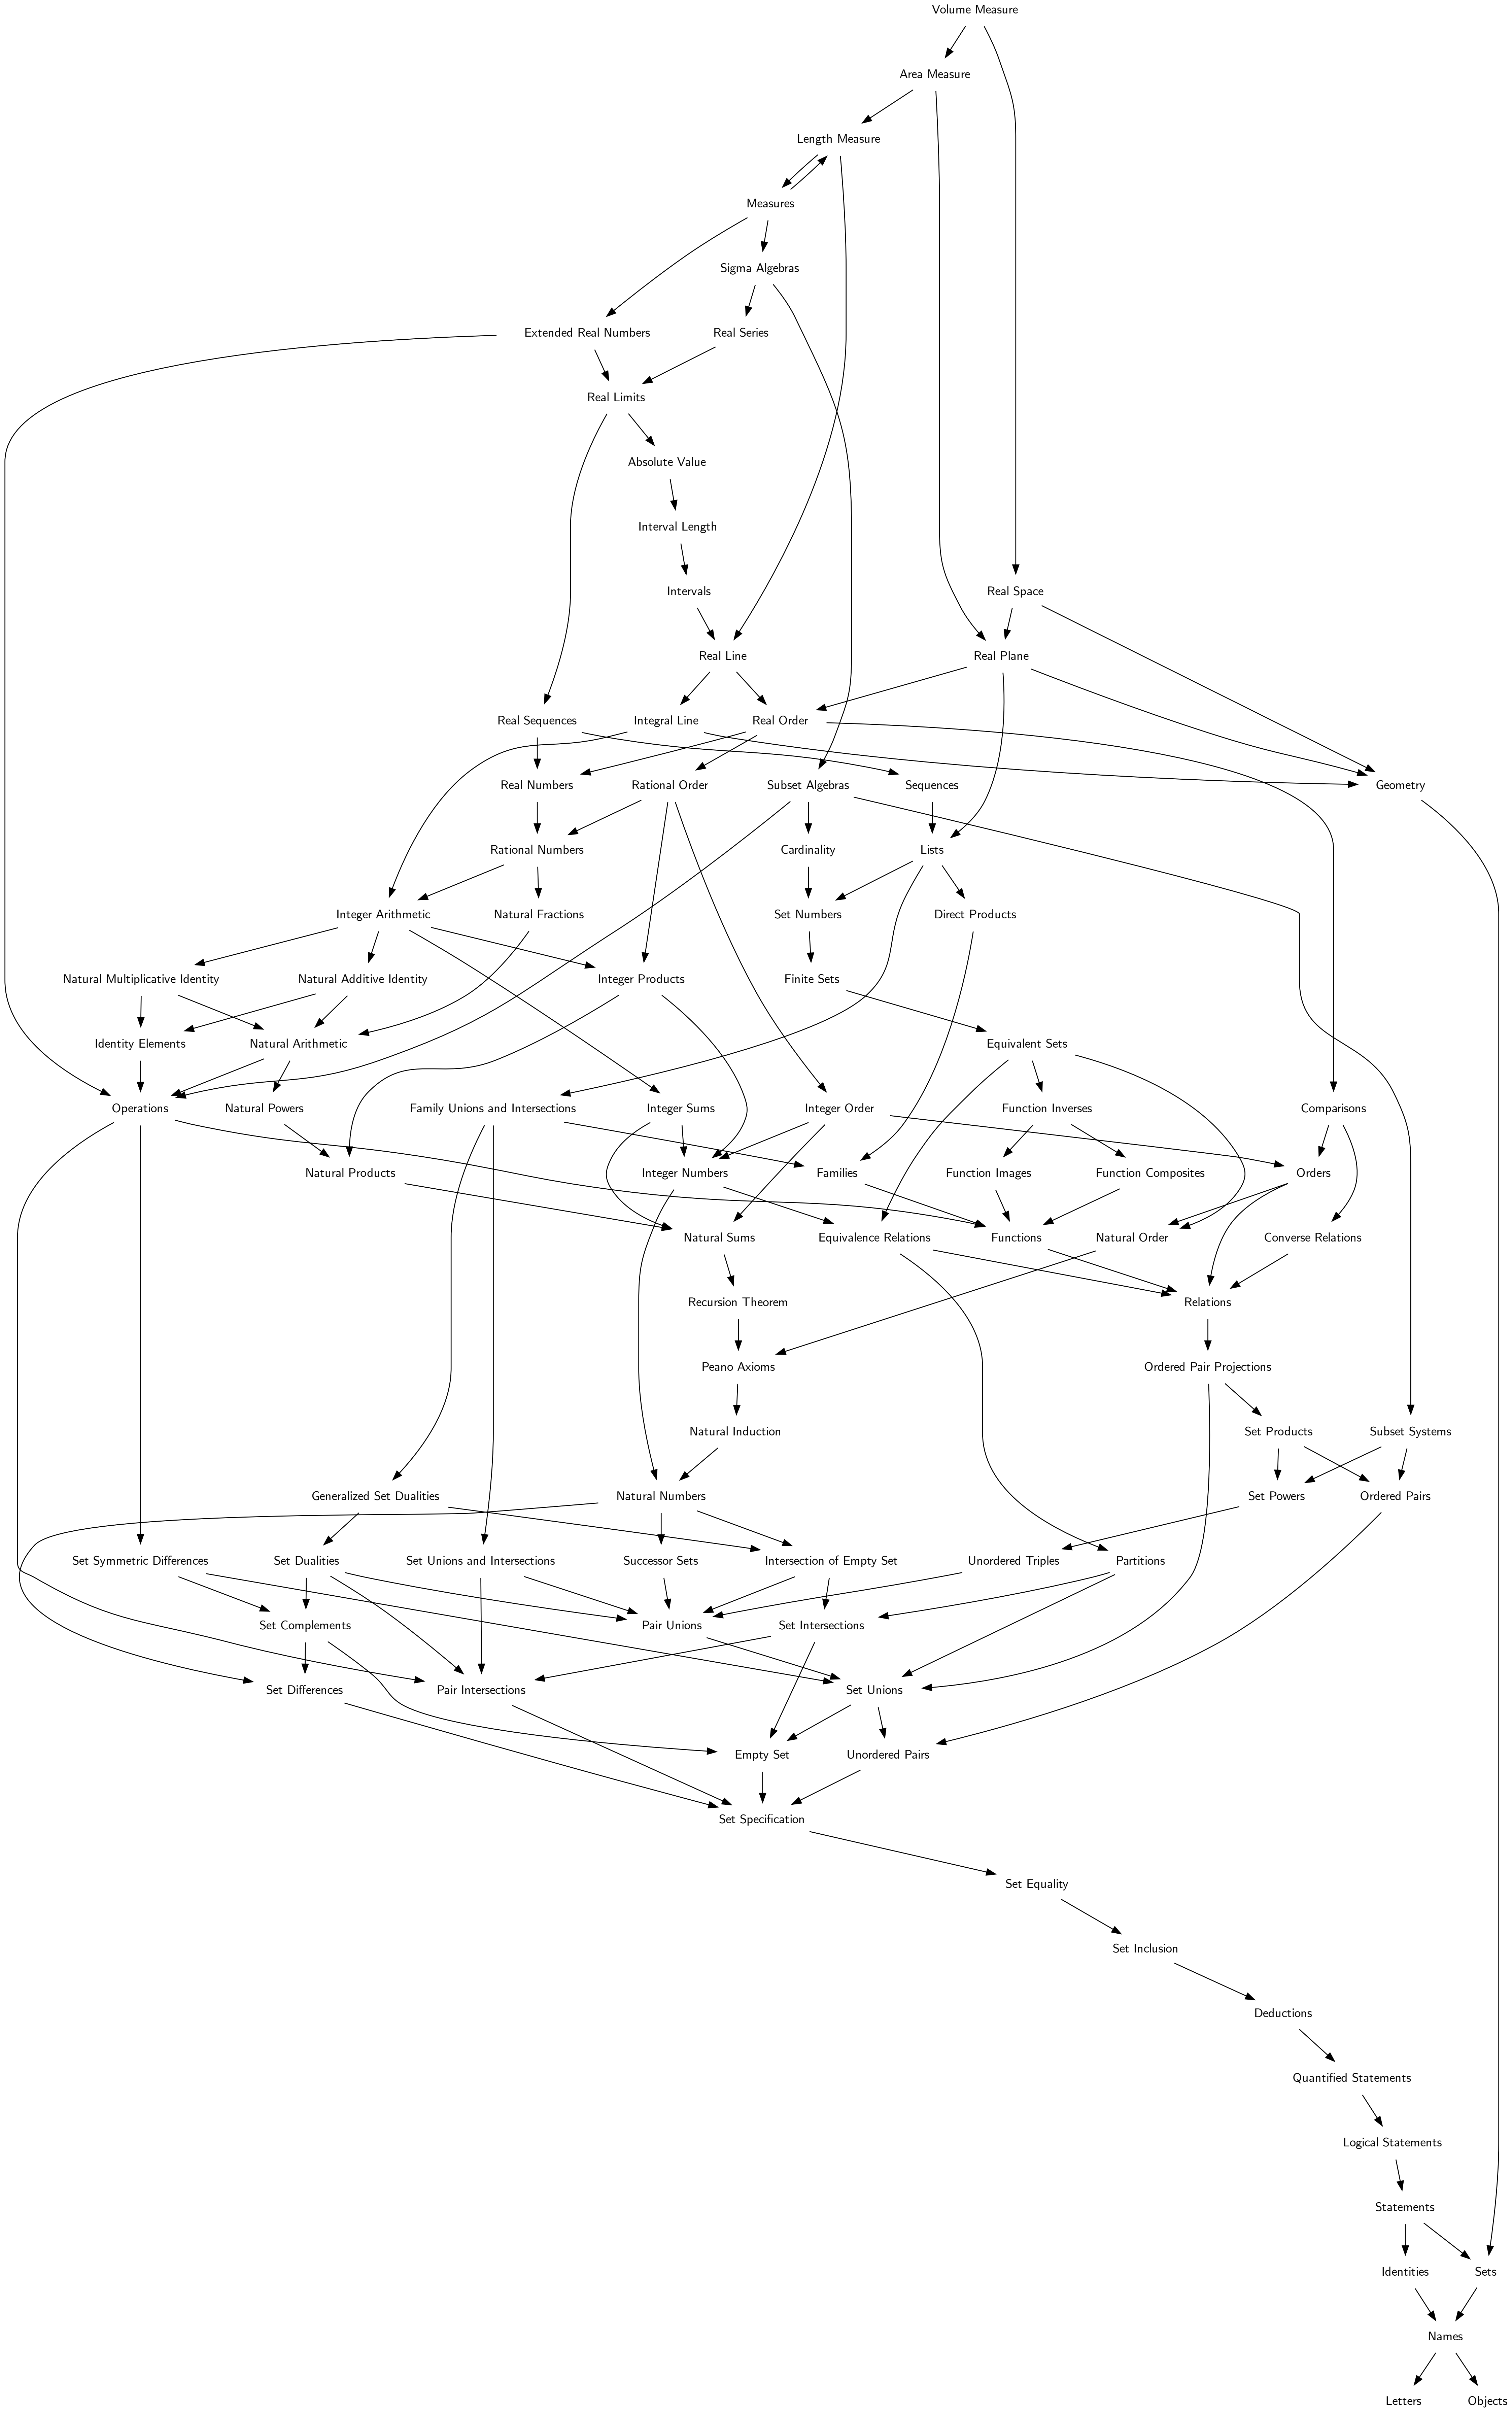 Volume Measure
Area Measure
Length Measure
Measures
Sigma Algebras
Extended Real Numbers
Real Series
Real Limits
Absolute Value
Interval Length
Intervals
Real Space
Real Line
Real Plane
Real Sequences
Integral Line
Real Order
Real Numbers
Rational Order
Subset Algebras
Sequences
Geometry
Rational Numbers
Cardinality
Lists
Integer Arithmetic
Natural Fractions
Set Numbers
Direct Products
Natural Multiplicative Identity
Natural Additive Identity
Integer Products
Finite Sets
Identity Elements
Natural Arithmetic
Equivalent Sets
Operations
Natural Powers
Family Unions and Intersections
Integer Sums
Integer Order
Function Inverses
Comparisons
Natural Products
Integer Numbers
Families
Function Images
Function Composites
Orders
Natural Sums
Equivalence Relations
Functions
Natural Order
Converse Relations
Recursion Theorem
Relations
Peano Axioms
Ordered Pair Projections
Natural Induction
Set Products
Subset Systems
Generalized Set Dualities
Natural Numbers
Set Powers
Ordered Pairs
Set Symmetric Differences
Set Dualities
Set Unions and Intersections
Successor Sets
Intersection of Empty Set
Unordered Triples
Partitions
Set Complements
Pair Unions
Set Intersections
Set Differences
Pair Intersections
Set Unions
Empty Set
Unordered Pairs
Set Specification
Set Equality
Set Inclusion
Deductions
Quantified Statements
Logical Statements
Statements
Identities
Sets
Names
Letters
Objects